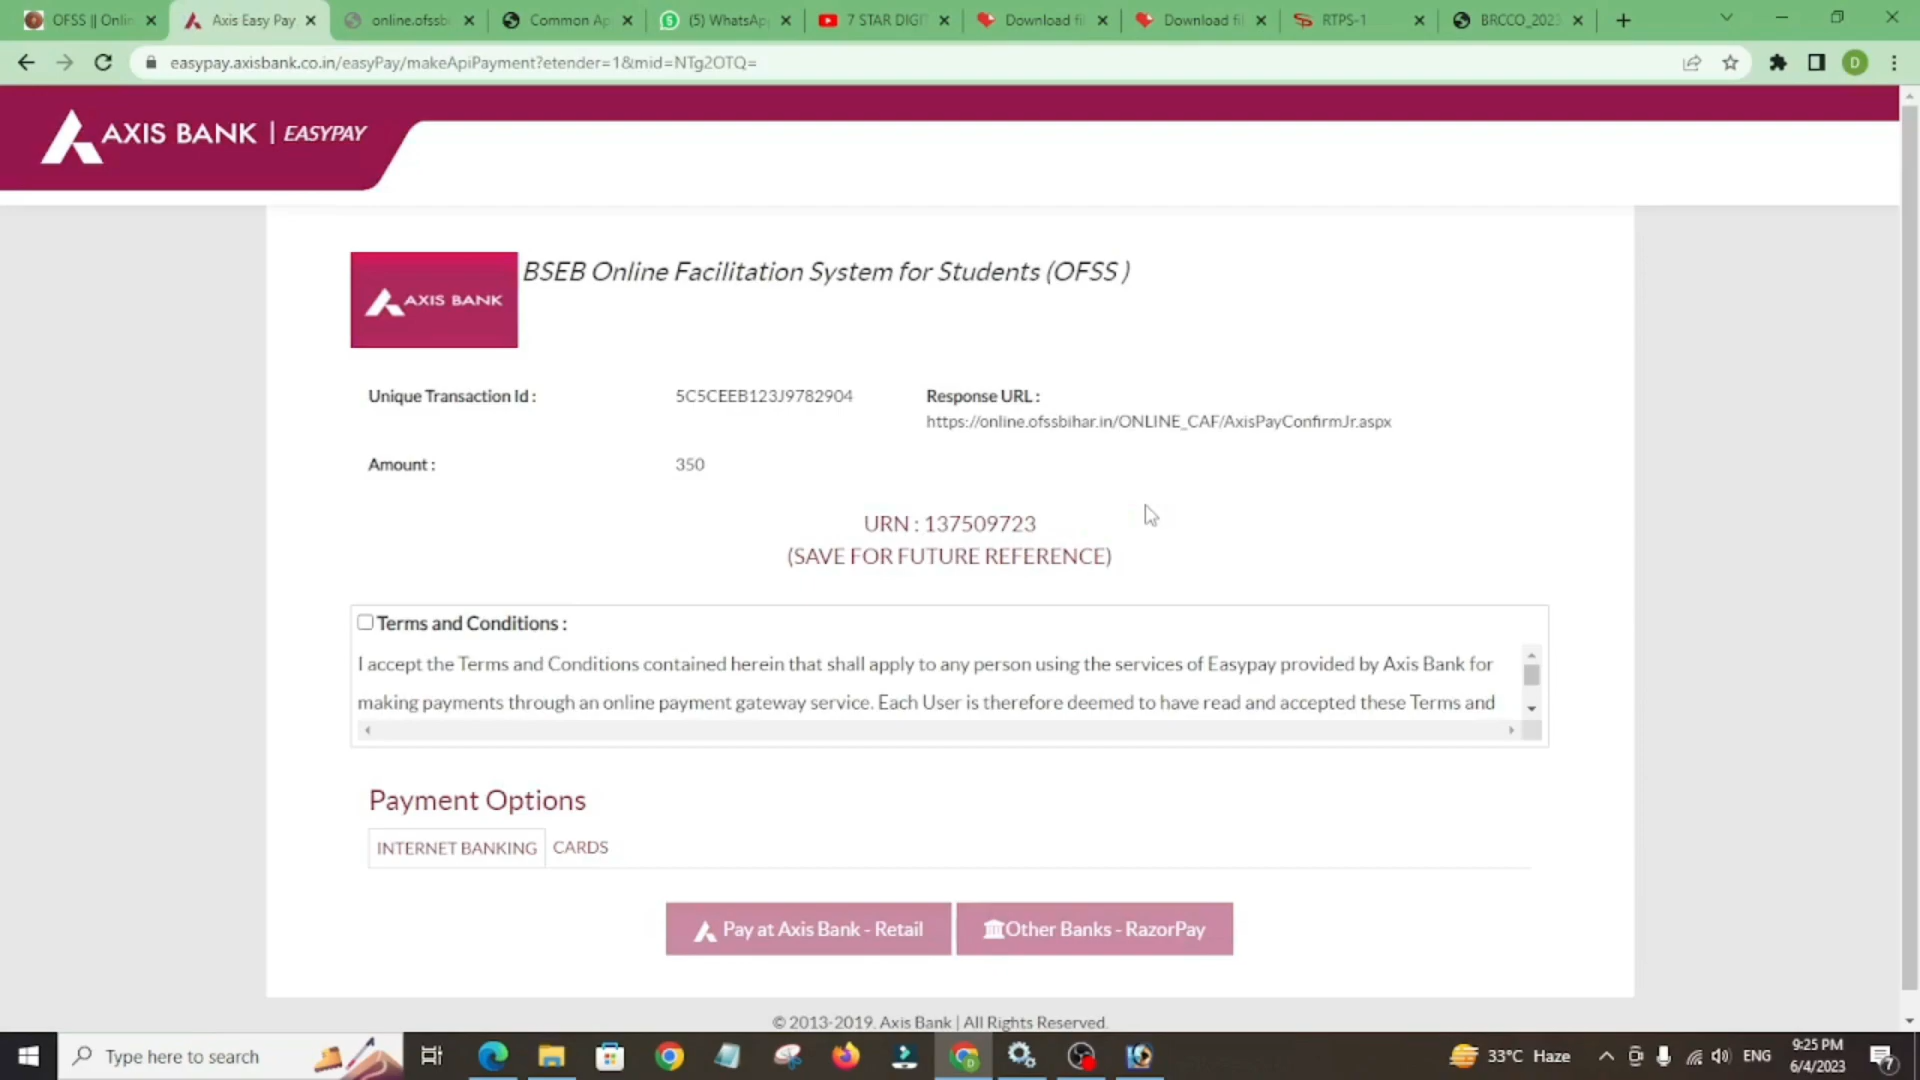 OFSS || Onlin
Axis Easy Pay
online.ofssb
Common Ap
(5) WhatsAp
7 STAR DIGI
Download fi
Download fil
RTPS-1
BRCCO_2023
easypay.axisbank.co.in/easyPay/makeApiPayment?etender=1&mid=NTg2OTQ=
D
AXIS BANK | EASYPAY
AXIS BANK
BSEB Online Facilitation System for Students (OFSS )
Unique Transaction Id : 5C5CEEB123J9782904 Response URL :
https://online.ofssbihar.in/ONLINE_CAF/AxisPayConfirmJr.aspx
Amount : 350
URN : 137509723
(SAVE FOR FUTURE REFERENCE)
Terms and Conditions :
I accept the Terms and Conditions contained herein that shall apply to any person using the services of Easypay provided by Axis Bank for
making payments through an online payment gateway service. Each User is therefore deemed to have read and accepted these Terms and
Payment Options
INTERNET BANKING CARDS
Pay at Axis Bank - Retail
Other Banks - RazorPay
© 2013-2019. Axis Bank | All Rights Reserved.
Type here to search
33°C Haze
ENG
9:25 PM
6/4/2023
7